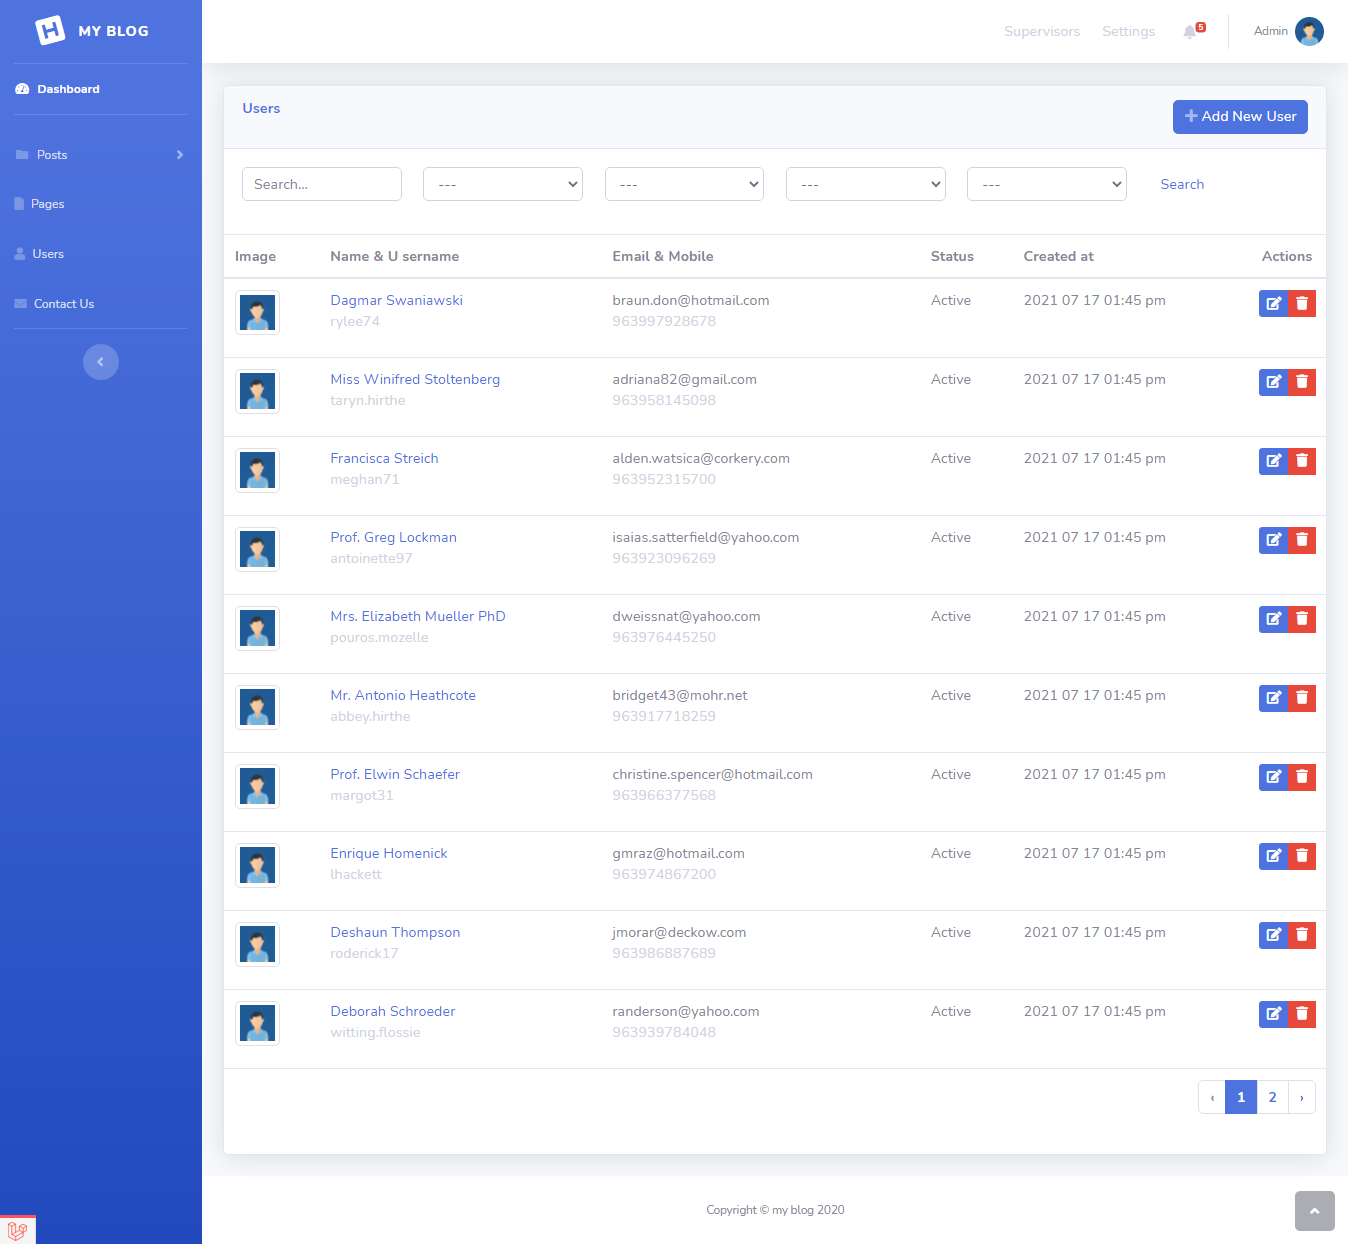 H MY BLOG
Dashboard
Posts
Pages
Users
Contact Us
Supervisors Settings 5 Admin
Users
+ Add New User
Search... --- --- --- --- Search
Image Name & U sername Email & Mobile Status Created at Actions
Dagmar Swaniawski braun.don@hotmail.com Active 2021 07 17 01:45 pm
rylee74 963997928678
Miss Winifred Stoltenberg adriana82@gmail.com Active 2021 07 17 01:45 pm
taryn.hirthe 963958145098
Francisca Streich alden.watsica@corkery.com Active 2021 07 17 01:45 pm
meghan71 963952315700
Prof. Greg Lockman isaias.satterfield@yahoo.com Active 2021 07 17 01:45 pm
antoinette97 963923096269
Mrs. Elizabeth Mueller PhD dweissnat@yahoo.com Active 2021 07 17 01:45 pm
pouros.mozelle 963976445250
Mr. Antonio Heathcote bridget43@mohr.net Active 2021 07 17 01:45 pm
abbey.hirthe 963917718259
Prof. Elwin Schaefer christine.spencer@hotmail.com Active 2021 07 17 01:45 pm
margot31 963966377568
Enrique Homenick gmraz@hotmail.com Active 2021 07 17 01:45 pm
lhackett 963974867200
Deshaun Thompson jmorar@deckow.com Active 2021 07 17 01:45 pm
roderick17 963986887689
Deborah Schroeder randerson@yahoo.com Active 2021 07 17 01:45 pm
witting.flossie 963939784048
‹ 1 2 ›
Copyright © my blog 2020